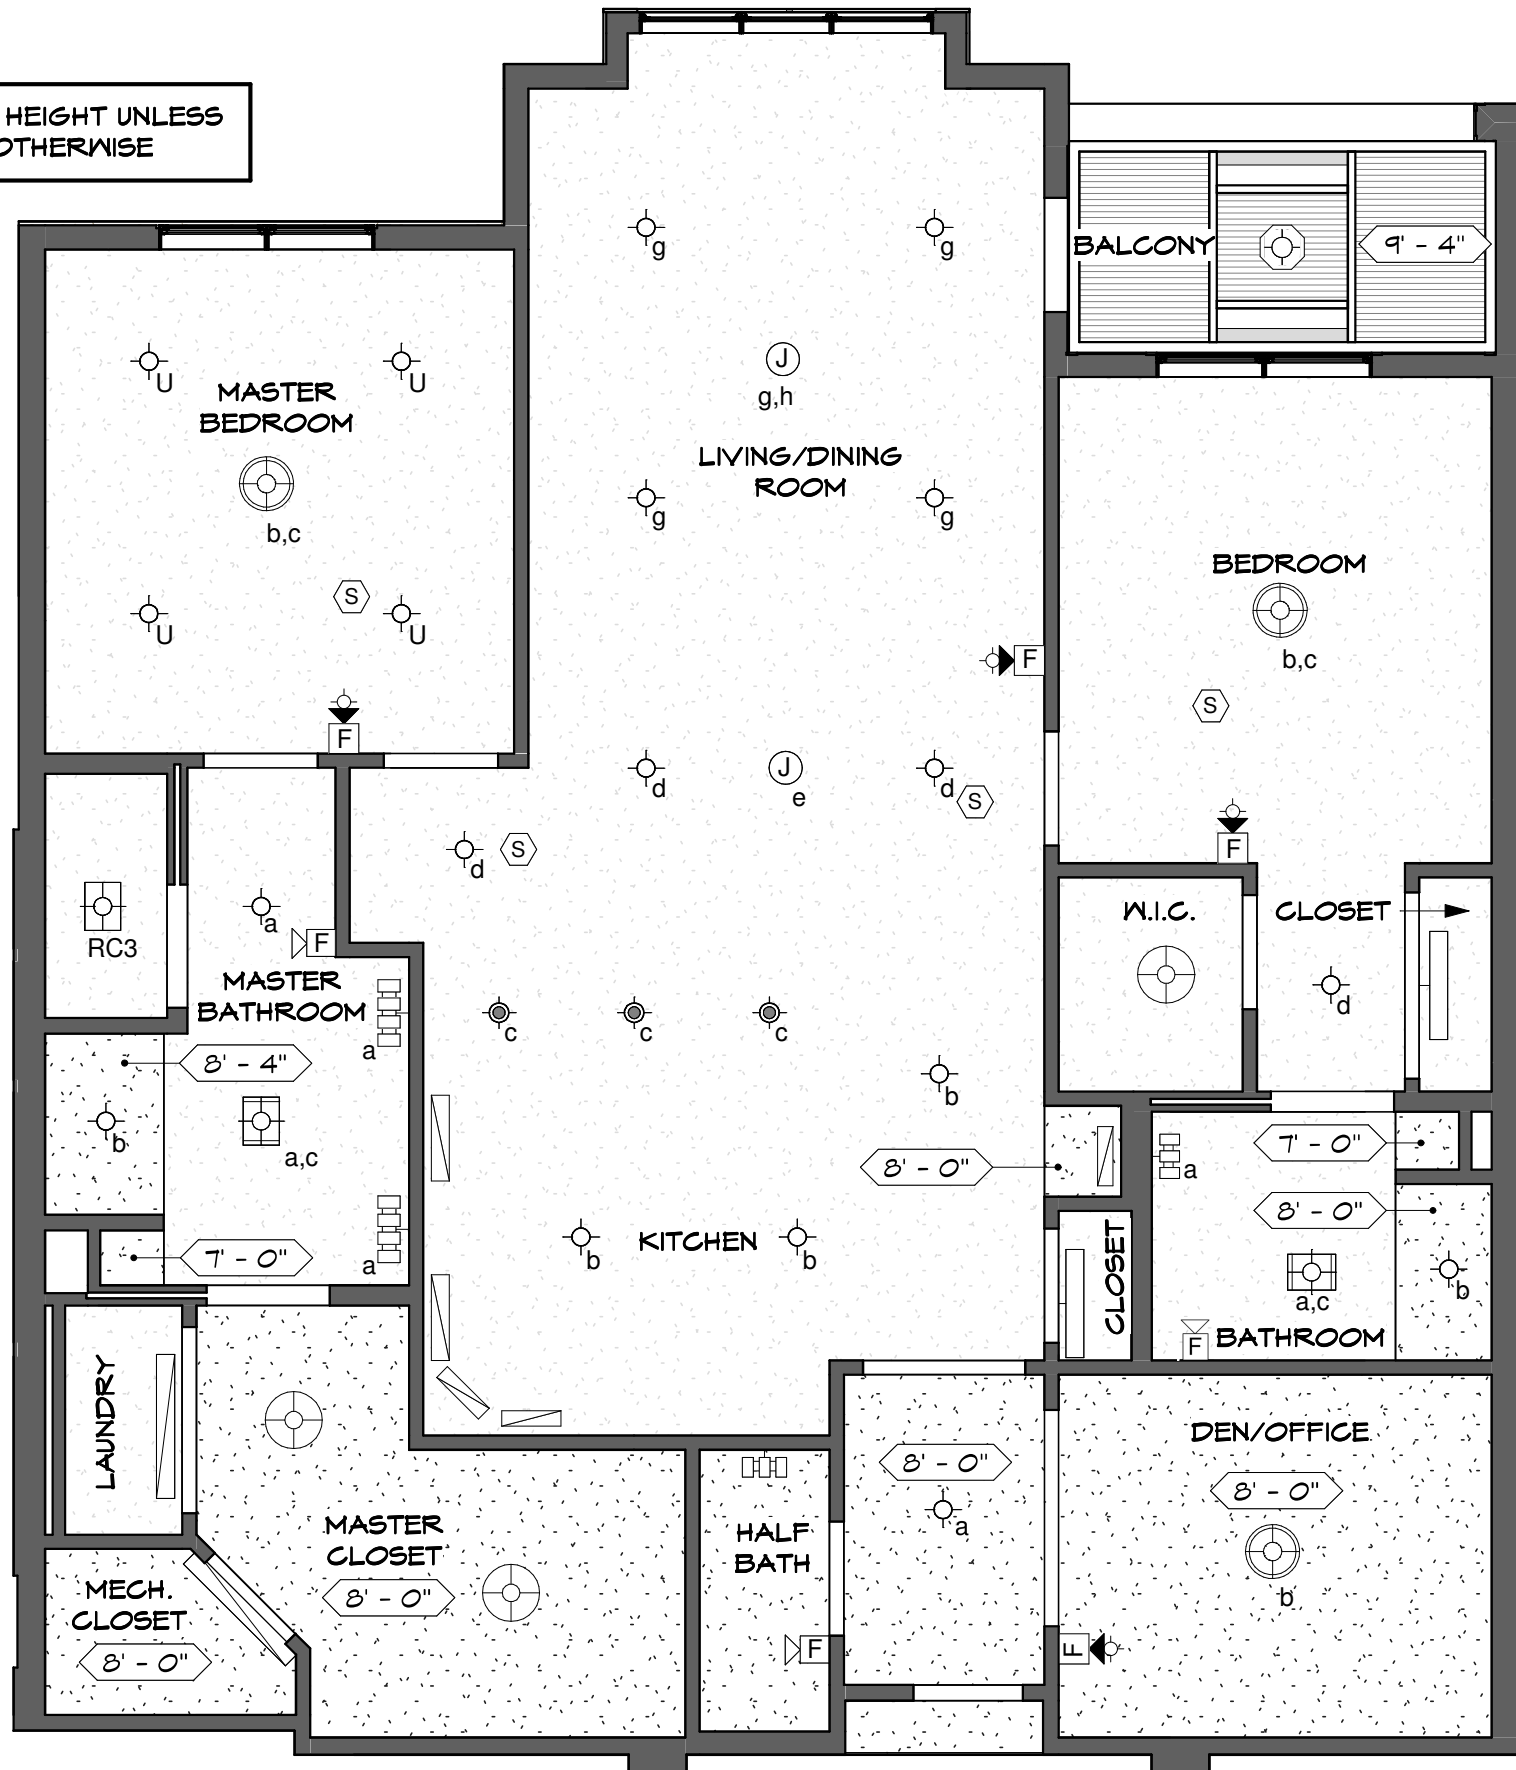 HEIGHT UNLESS
OTHERWISE
BALCONY
9' - 4"
g
g
U
U
MASTER
BEDROOM
J
g,h
LIVING/DINING
ROOM
b,c
g
g
BEDROOM
b,c
S
U
U
F
S
F
d
J
e
d
S
d
S
F
RC3
a
F
MASTER
BATHROOM
W.I.C.
CLOSET
d
a
c
c
c
8' - 4"
b
b
a,c
8' - 0"
7' - 0"
a
8' - 0"
a
7' - 0"
b
KITCHEN
b
CLOSET
a,c
b
F
BATHROOM
LAUNDRY
DEN/OFFICE
8' - 0"
8' - 0"
a
b
MASTER
CLOSET
8' - 0"
HALF
BATH
MECH.
CLOSET
8' - 0"
F
F